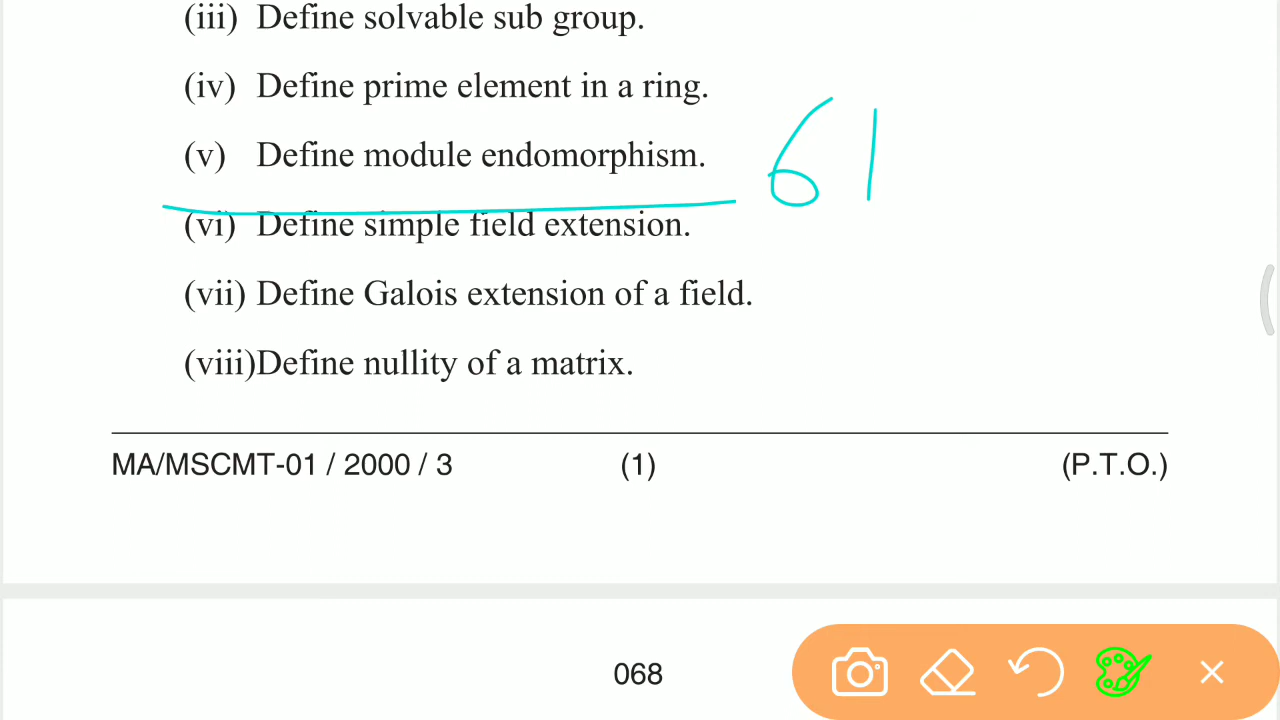 (iii) Define solvable sub group.
(iv) Define prime element in a ring.
(v) Define module endomorphism.
61
(vi) Define simple field extension.
(vii) Define Galois extension of a field.
(viii)Define nullity of a matrix.
MA/MSCMT-01 / 2000 / 3 (1) (P.T.O.)
068